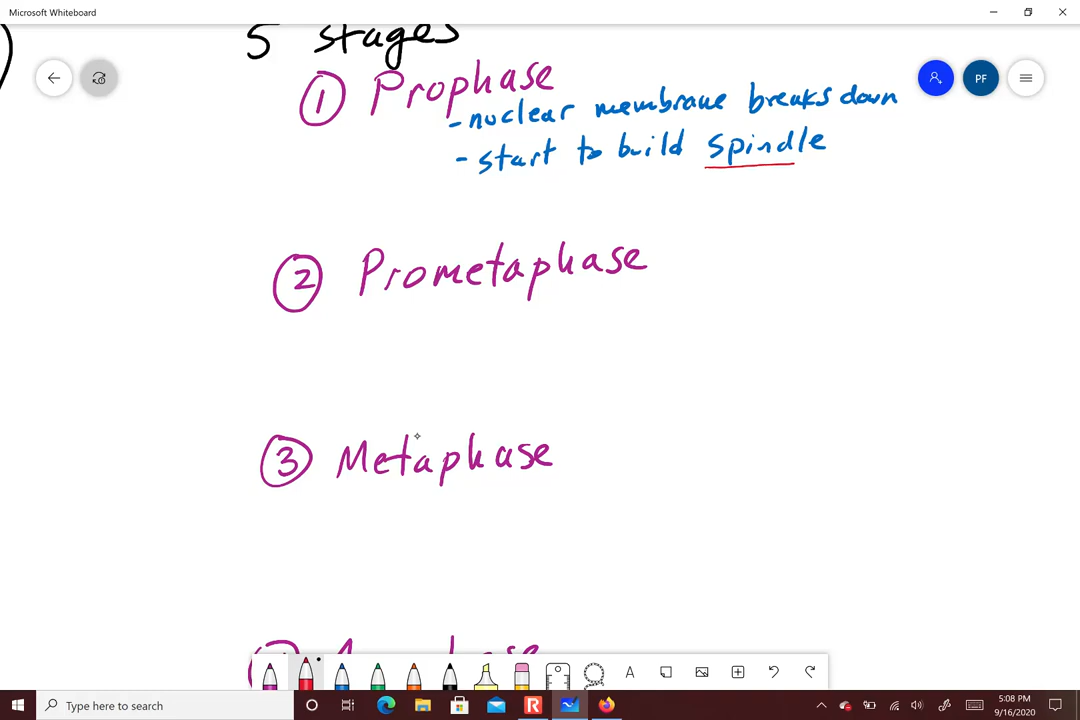 Microsoft Whiteboard
5 stages
① Prophase
- nuclear membrane breaks down
- start to build spindle
PF
② Prometaphase
③ Metaphase
A
Type here to search
5:08 PM
9/16/2020